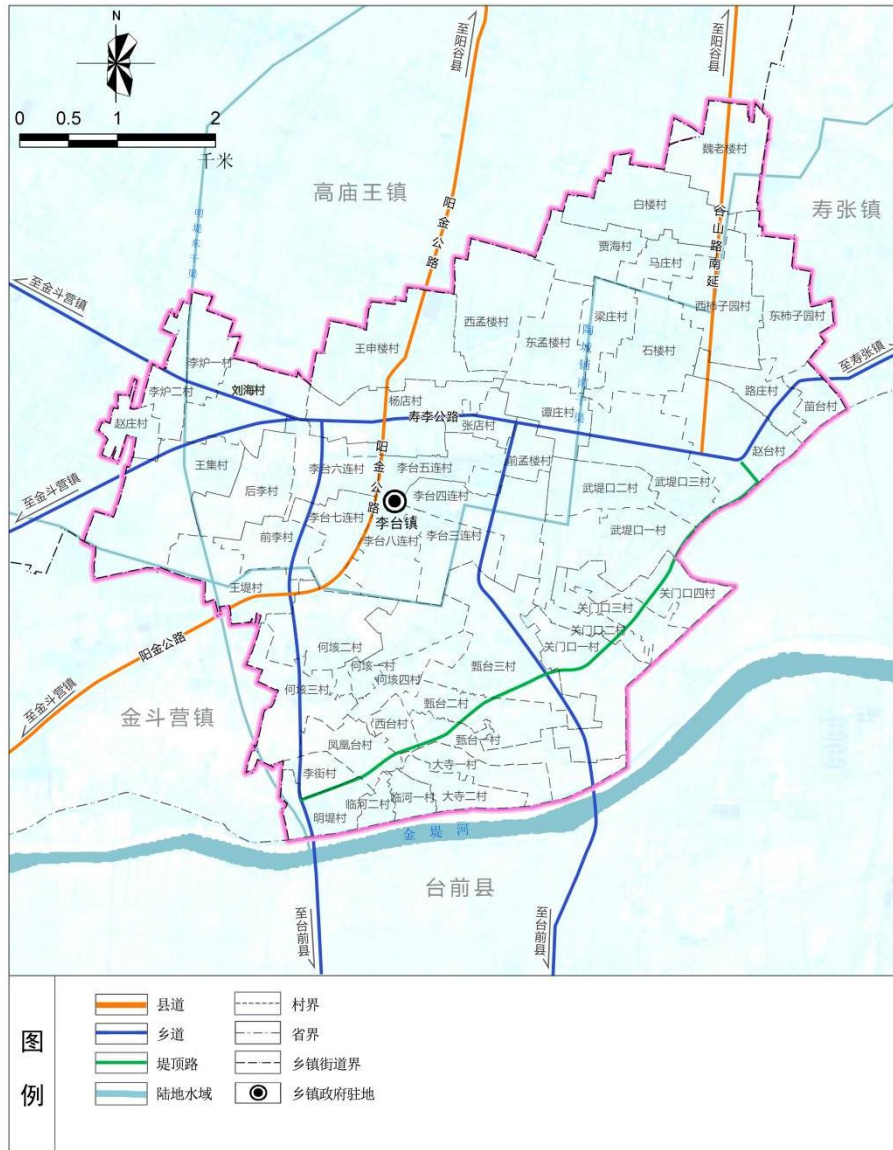 N
0 0.5 1 2
千米
至阳谷县
至阳谷县
高庙王镇
寿张镇
魏老楼村
白楼村
谷山路南延
阳金公路
明堤东干渠
贾海村
马庄村
至金斗营镇
西孟楼村
梁庄村
西柿子园村
东柿子园村
王申楼村
东孟楼村
石楼村
至寿张镇
李炉一村
李炉二村
刘海村
杨店村
路庄村
苗台村
赵庄村
寿李公路
张店村
谭庄村
赵台村
王集村
李台六连村
阳金公路
李台五连村
前孟楼村
后李村
李台四连村
武堤口二村
武堤口三村
至金斗营镇
李台镇
李台七连村
武堤口一村
前李村
李台八连村
李台三连村
王堤村
关门口四村
关门口三村
关门口二村
关门口一村
阳金公路
何垓二村
何垓一村
甄台三村
何垓四村
何垓三村
至金斗营镇
甄台二村
金斗营镇
西台村
凤凰台村
甄台一村
李街村
大寺一村
临河一村
大寺二村
临河二村
明堤村
金堤河
台前县
至台前县
至台前县
图例
县道
村界
乡道
省界
堤顶路
乡镇街道界
陆地水域
乡镇政府驻地